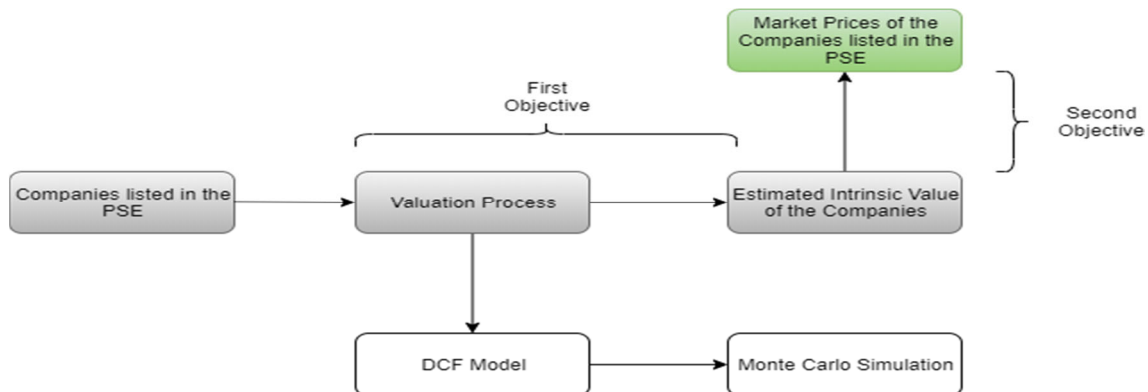 Market Prices of the
Companies listed in the
PSE
First
Objective
Second
Objective
Companies listed in the
PSE
Valuation Process
Estimated Intrinsic Value
of the Companies
DCF Model
Monte Carlo Simulation